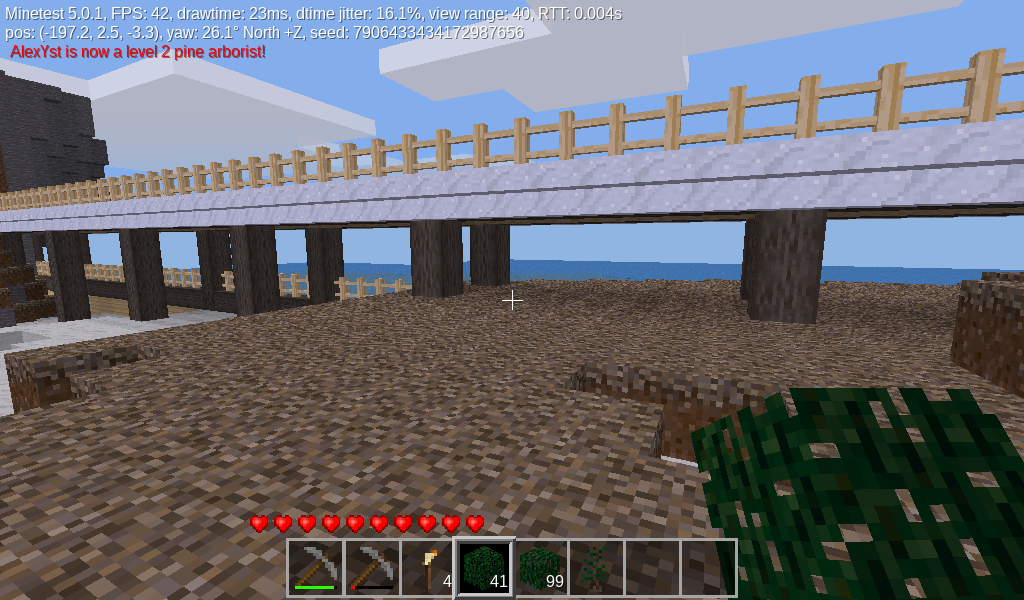 Minetest 5.0.1, FPS: 42, drawtime: 23ms, dtime jitter: 16.1%, view range: 40, RTT: 0.004s
pos: (-197.2, 2.5, -3.3), yaw: 26.1° North +Z, seed: 7906433434172987656
AlexYst is now a level 2 pine arborist!
4 41 99